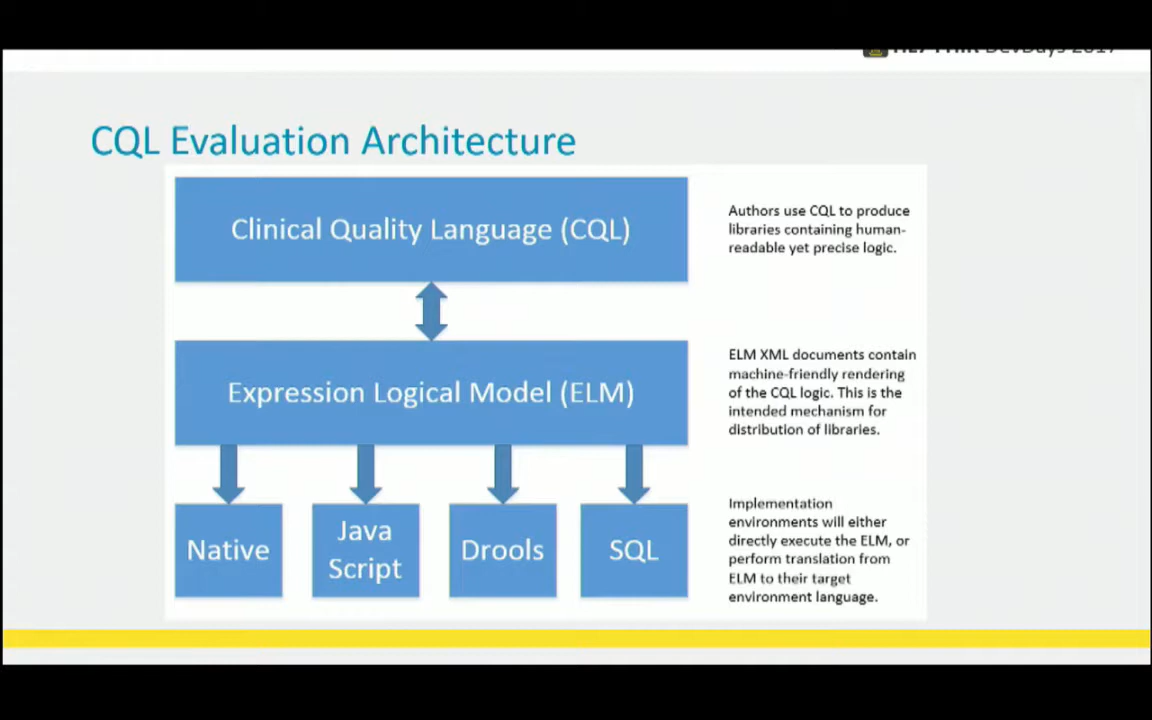 DevDays 2017
CQL Evaluation Architecture
Clinical Quality Language (CQL)
Authors use CQL to produce
libraries containing human-
readable yet precise logic.
Expression Logical Model (ELM)
ELM XML documents contain
machine-friendly rendering
of the CQL logic. This is the
intended mechanism for
distribution of libraries.
Native
Java
Script
Drools
SQL
Implementation
environments will either
directly execute the ELM, or
perform translation from
ELM to their target
environment language.